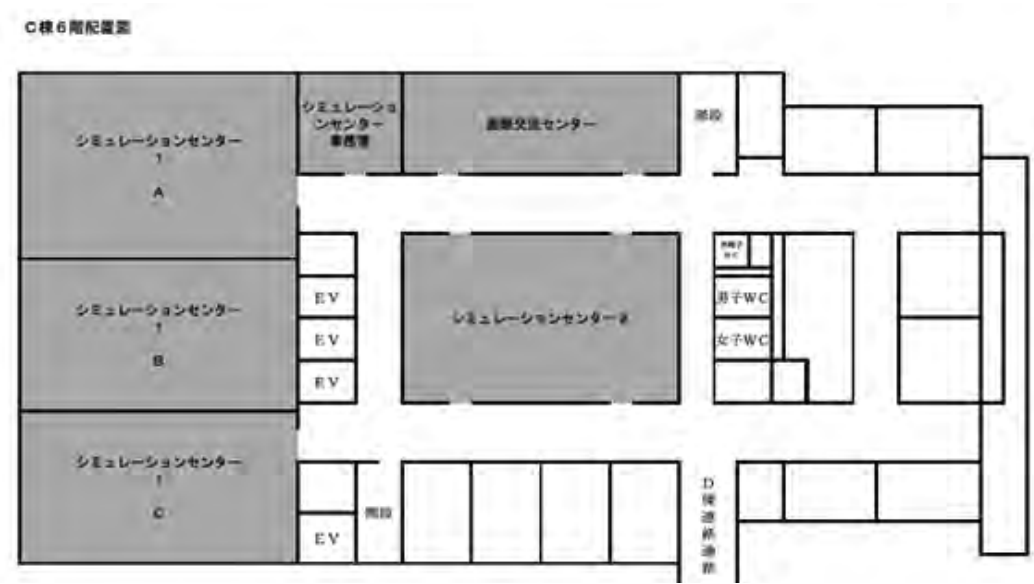 C棟6階配置図
シミュレーションセンター
1
A
シミュレーショ
ンセンター
事務室
国際交流センター
階段
シミュレーションセンター
1
B
EV
EV
EV
シミュレーションセンター2
WC
男子WC
女子WC
シミュレーションセンター
1
C
EV
階段
D棟連絡通路